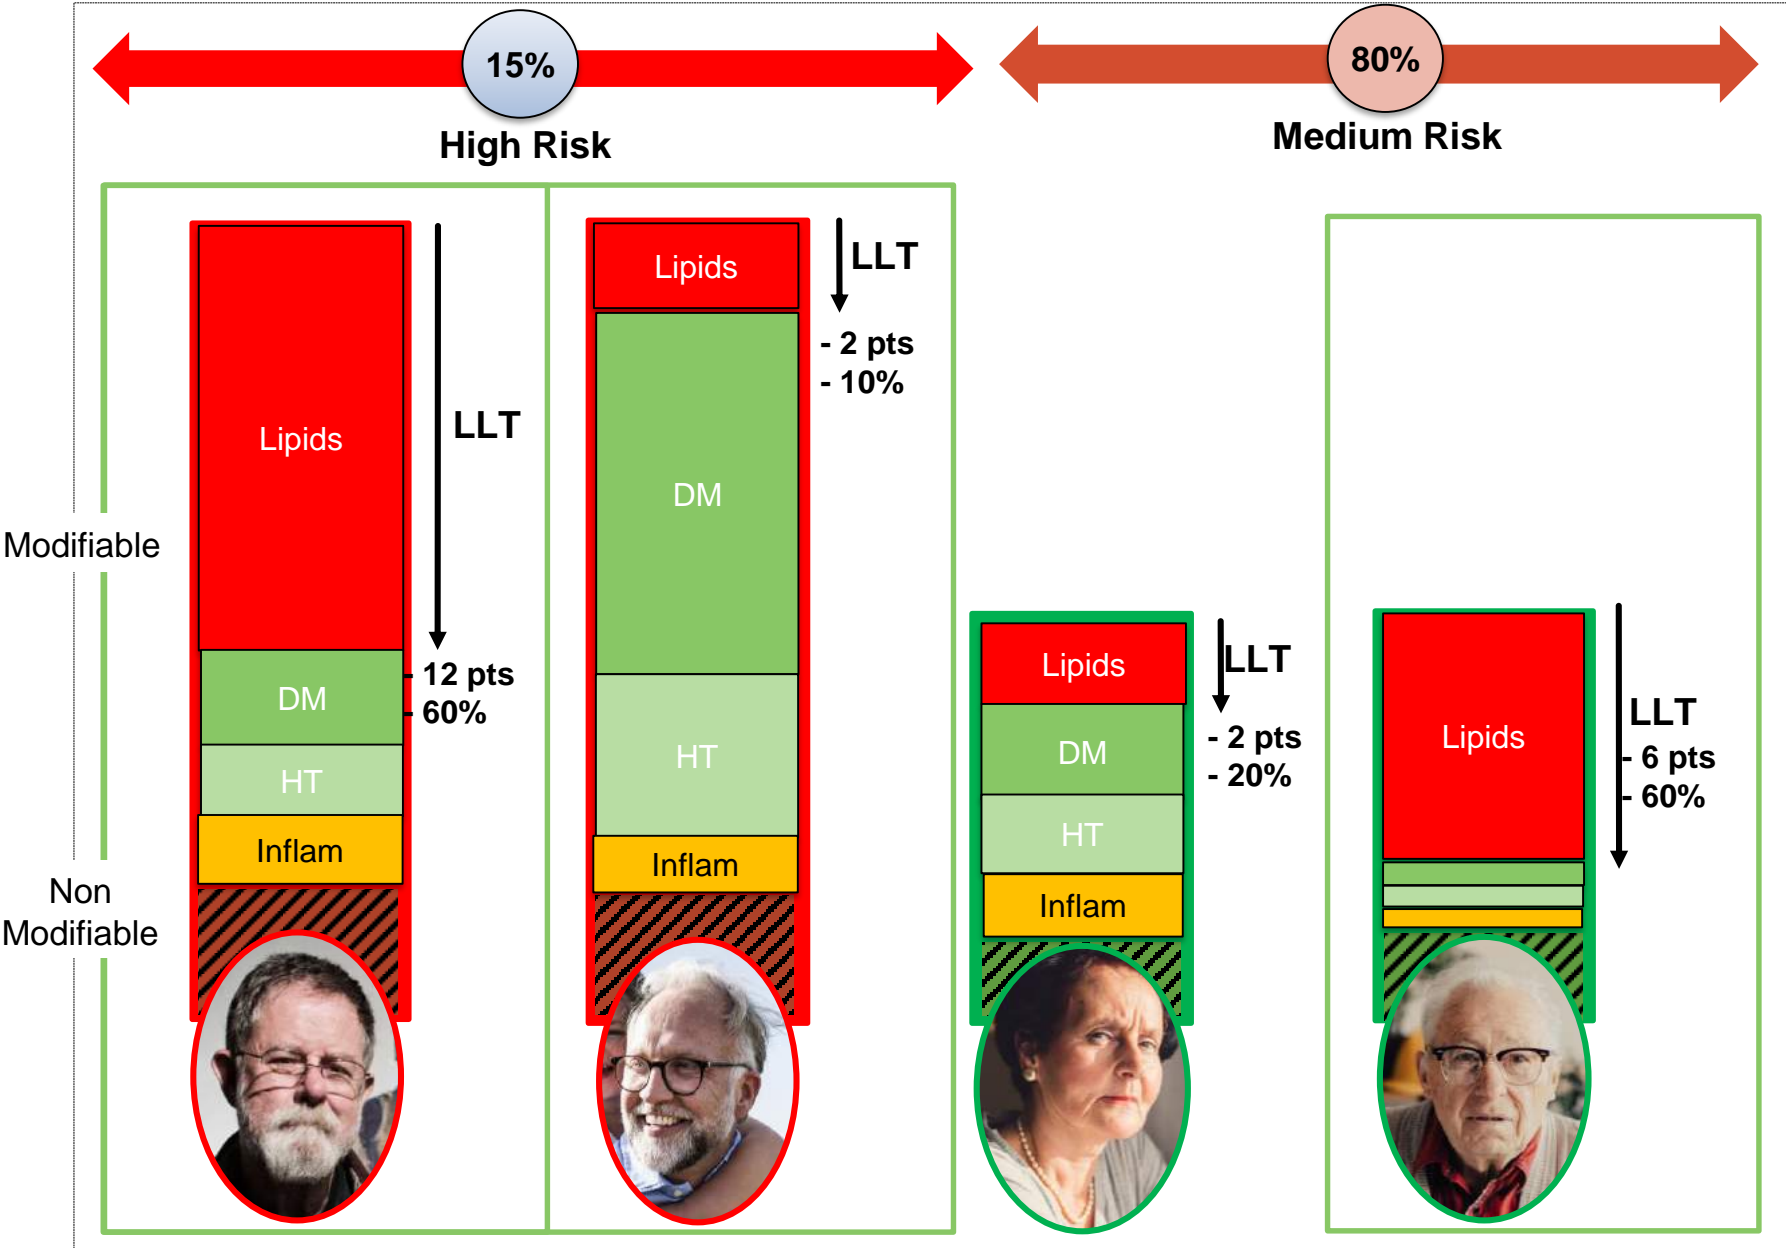 15%
80%
High Risk
Medium Risk
Lipids
LLT
- 12 pts
- 60%
DM
HT
Inflam
Lipids
LLT
- 2 pts
- 10%
DM
HT
Inflam
Lipids
LLT
- 2 pts
- 20%
DM
HT
Inflam
Lipids
LLT
- 6 pts
- 60%
Modifiable
Non
Modifiable